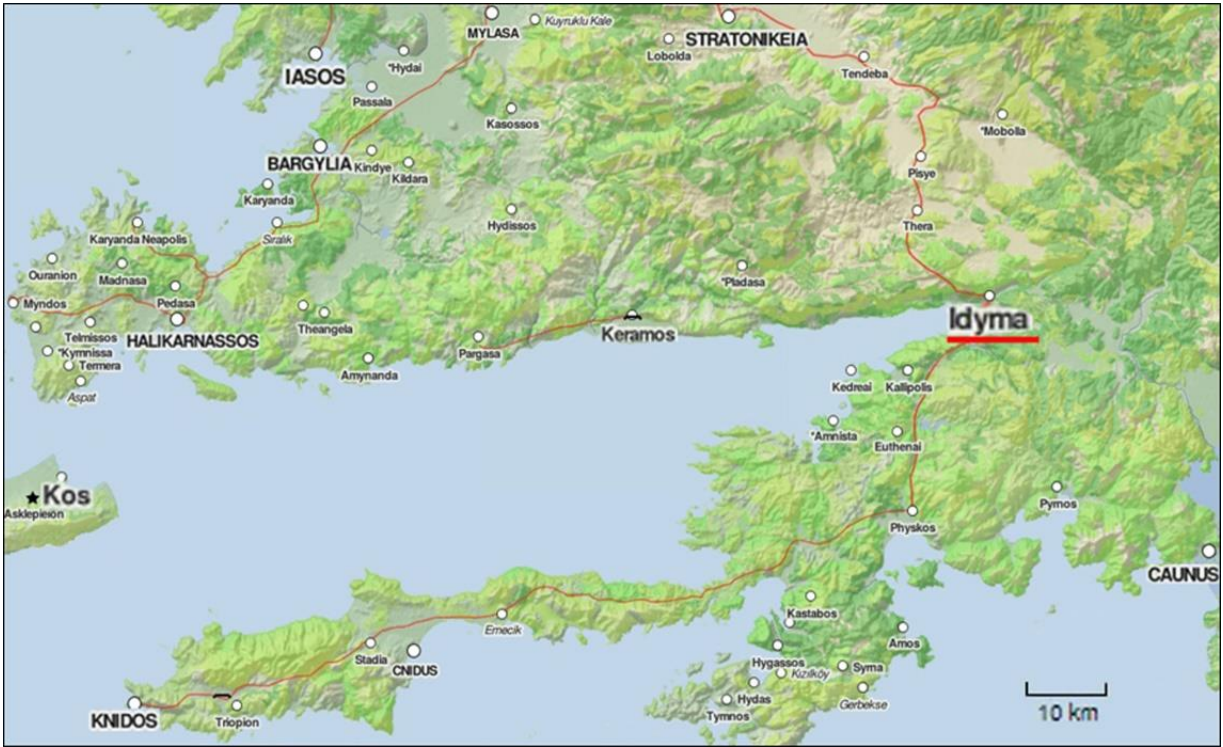 MYLASA
Kuyruklu Kale
IASOS
*Hydai
Lobolda
STRATONIKEIA
Tendeba
Passala
Kasossos
*Mobolla
BARGYLIA
Kindye
Kildara
Pisye
Karyanda
Hydissos
Thera
Karyanda Neapolis
Siralik
Ouranion
Madnasa
Pedasa
*Pladasa
Myndos
Telmissos
HALIKARNASSOS
Theangela
Pargasa
Keramos
Idyma
*Kymnissa
Termera
Aspat
Amynanda
Kedreai
Kallipolis
*Amnista
Euthenai
Kos
Asklepieion
Physkos
Pyrnos
CAUNUS
Emecik
Kastabos
Stadia
CNIDUS
Amos
Hygassos
Kızılköy
Syrna
Hydas
Gerbekse
Tymnos
KNIDOS
Triopion
10 km